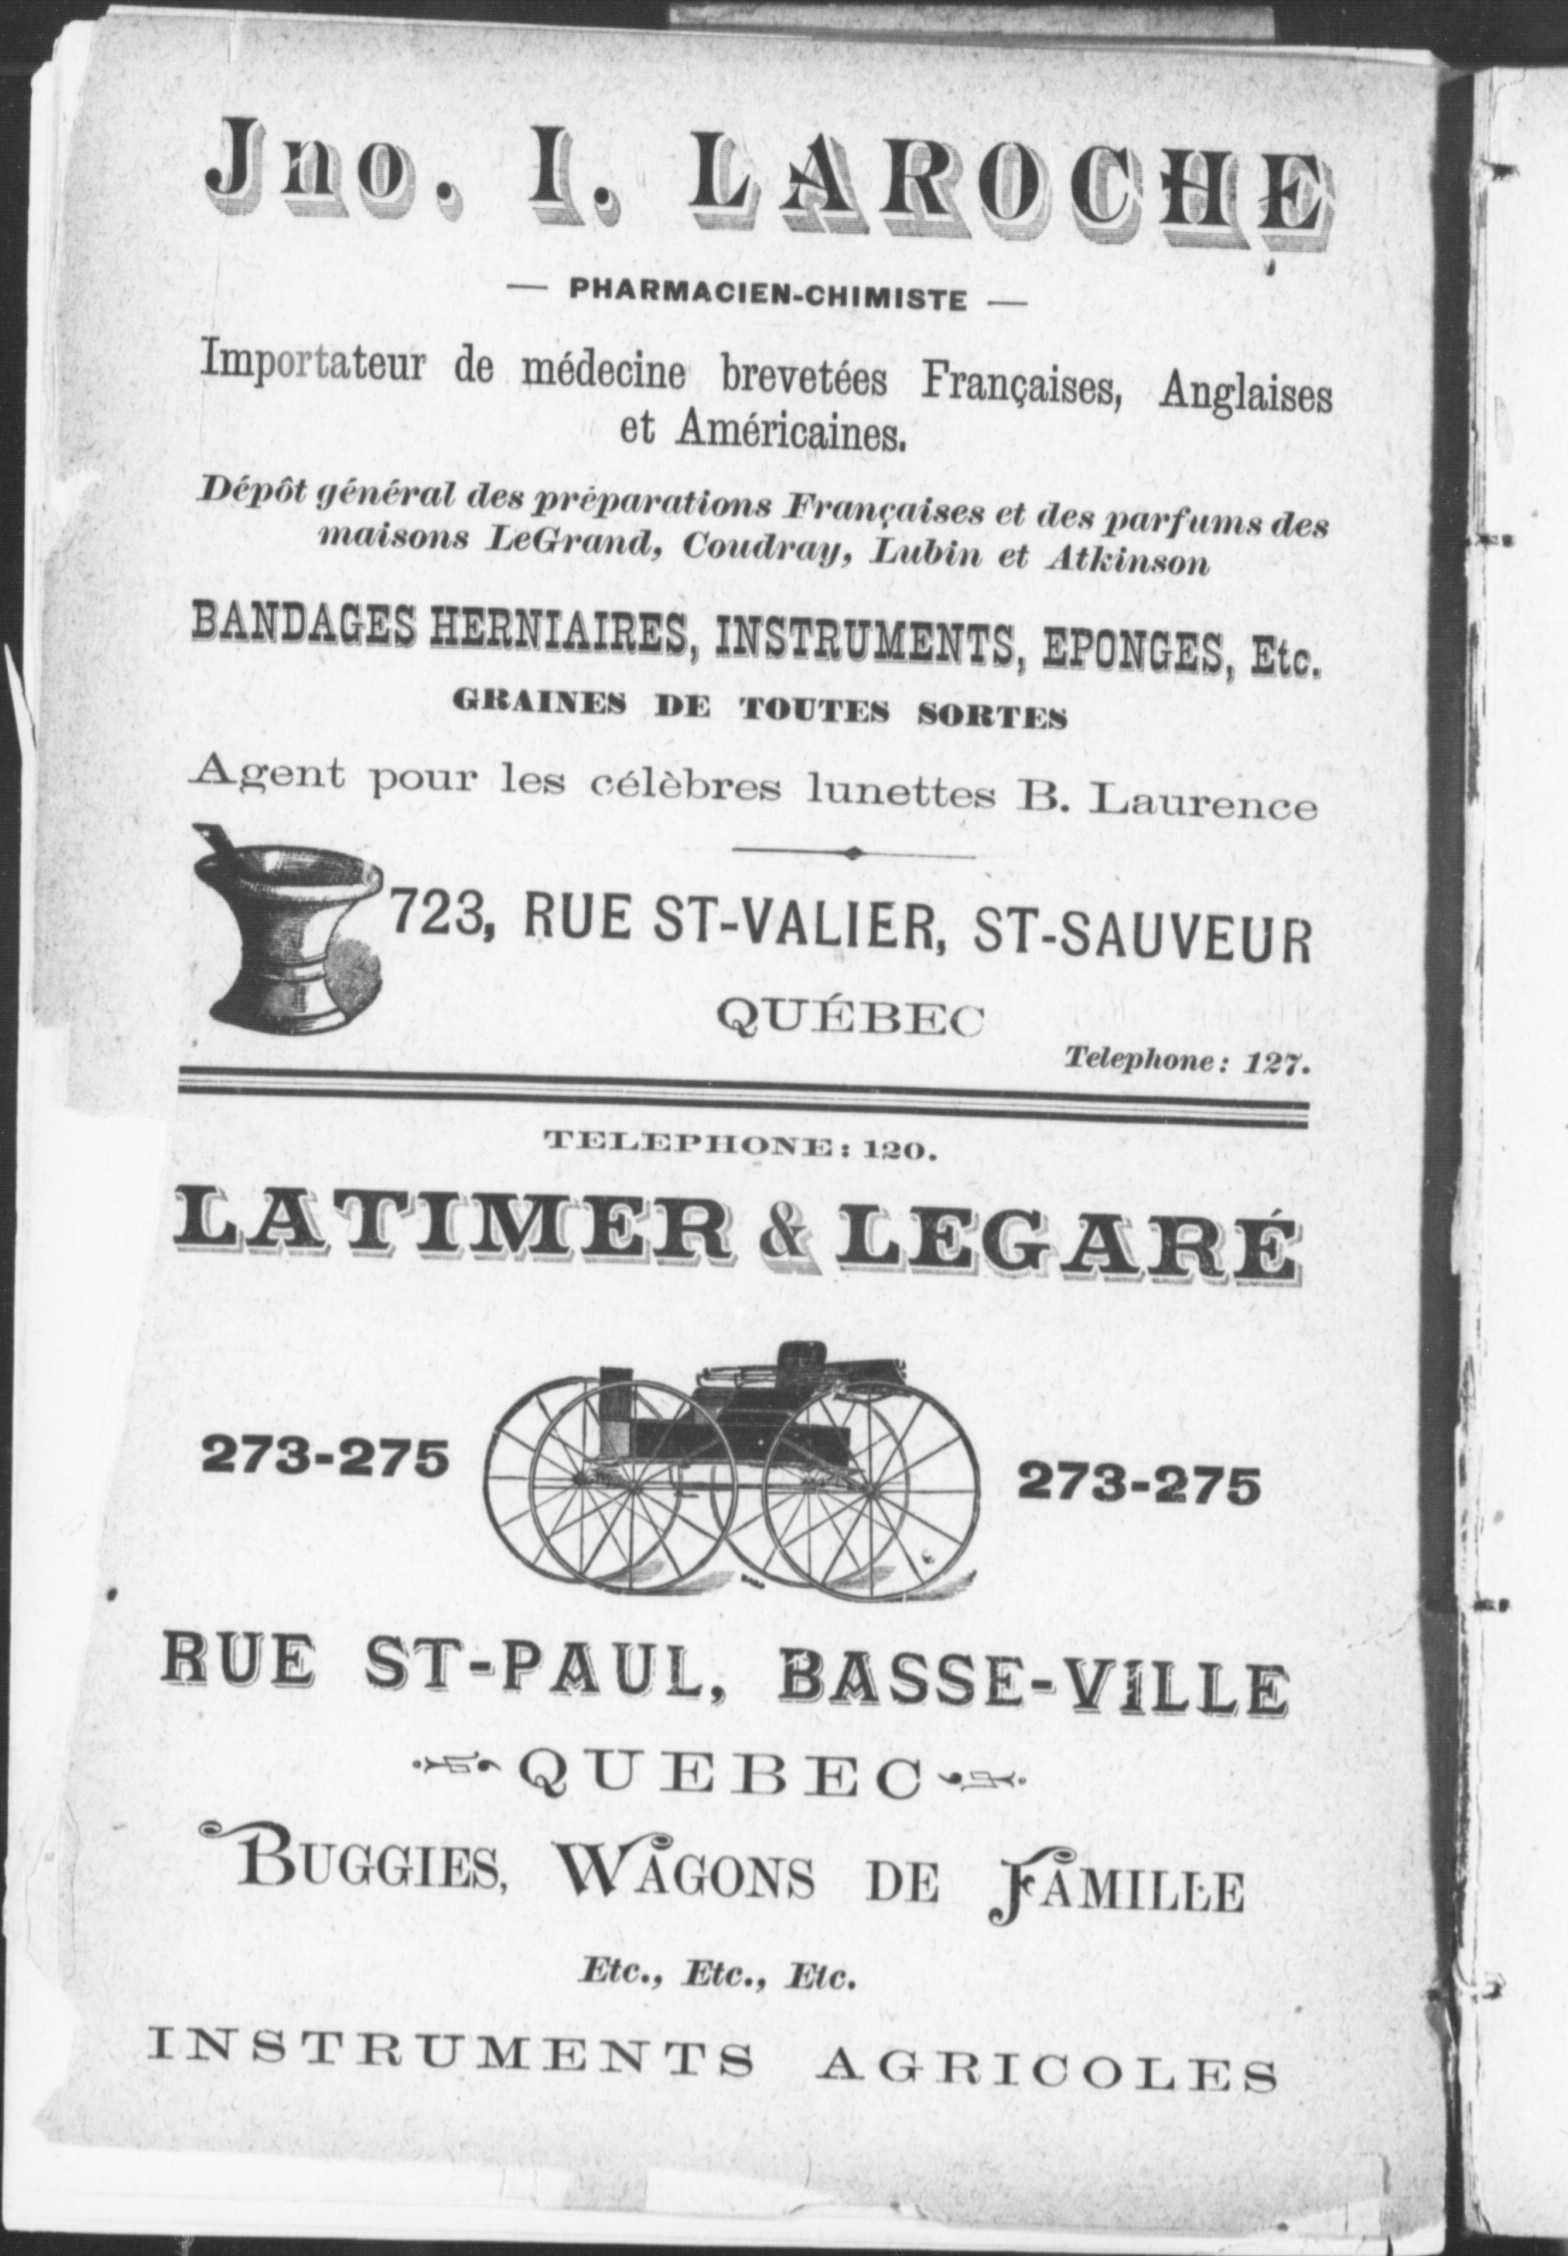 Jno. I. LAROCHE
— PHARMACIEN-CHIMISTE —
Importateur de médecine brevetées Françaises, Anglaises
et Américaines.
Dépôt général des préparations Françaises et des parfums des
maisons LeGrand, Coudray, Lubin et Atkinson
BANDAGES HERNIAIRES, INSTRUMENTS, EPONGES, Etc.
GRAINES DE TOUTES SORTES
Agent pour les célèbres lunettes B. Laurence
723, RUE ST-VALIER, ST-SAUVEUR
QUÉBEC
Telephone: 127.
TELEPHONE: 120.
LATIMER & LEGARÉ
273-275 273-275
RUE ST-PAUL, BASSE-VILLE
QUEBEC
BUGGIES, WAGONS DE FAMILLE
Etc., Etc., Etc.
INSTRUMENTS AGRICOLES